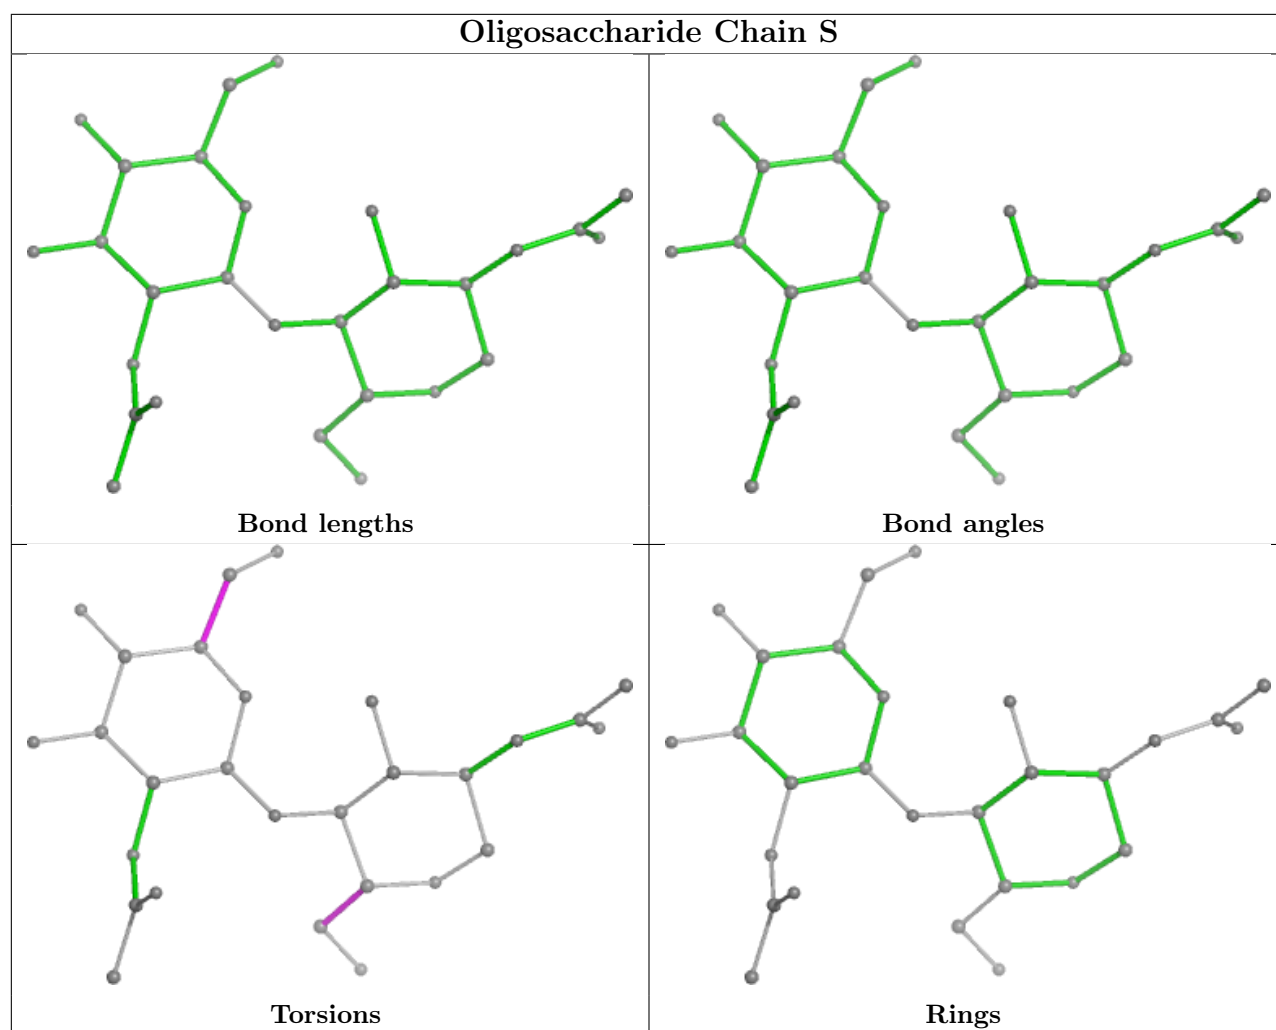 Oligosaccharide Chain S
Bond lengths
Bond angles
Torsions
Rings